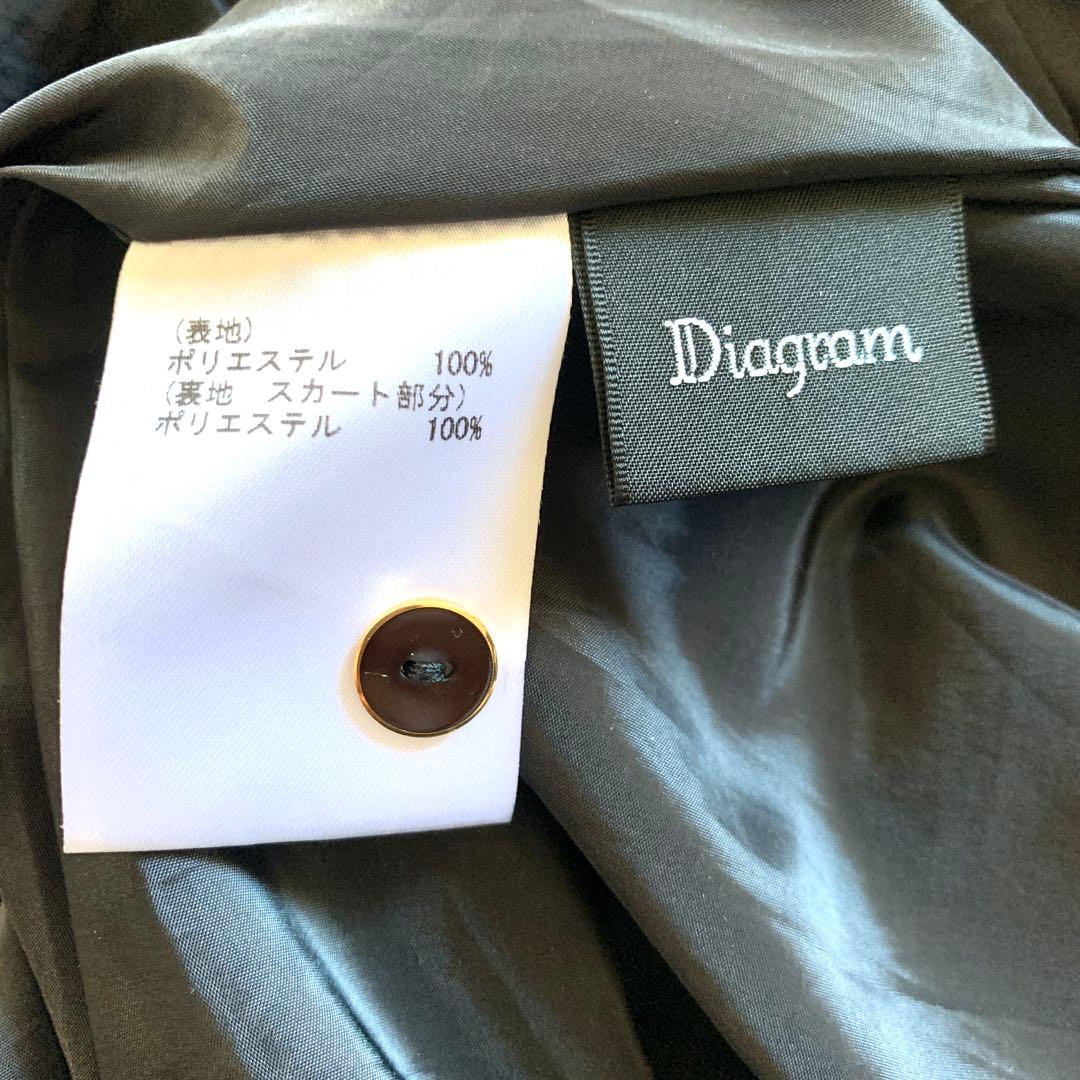 (表地)
ポリエステル 100%
(裏地 スカート部分)
ポリエステル 100%
Diagram